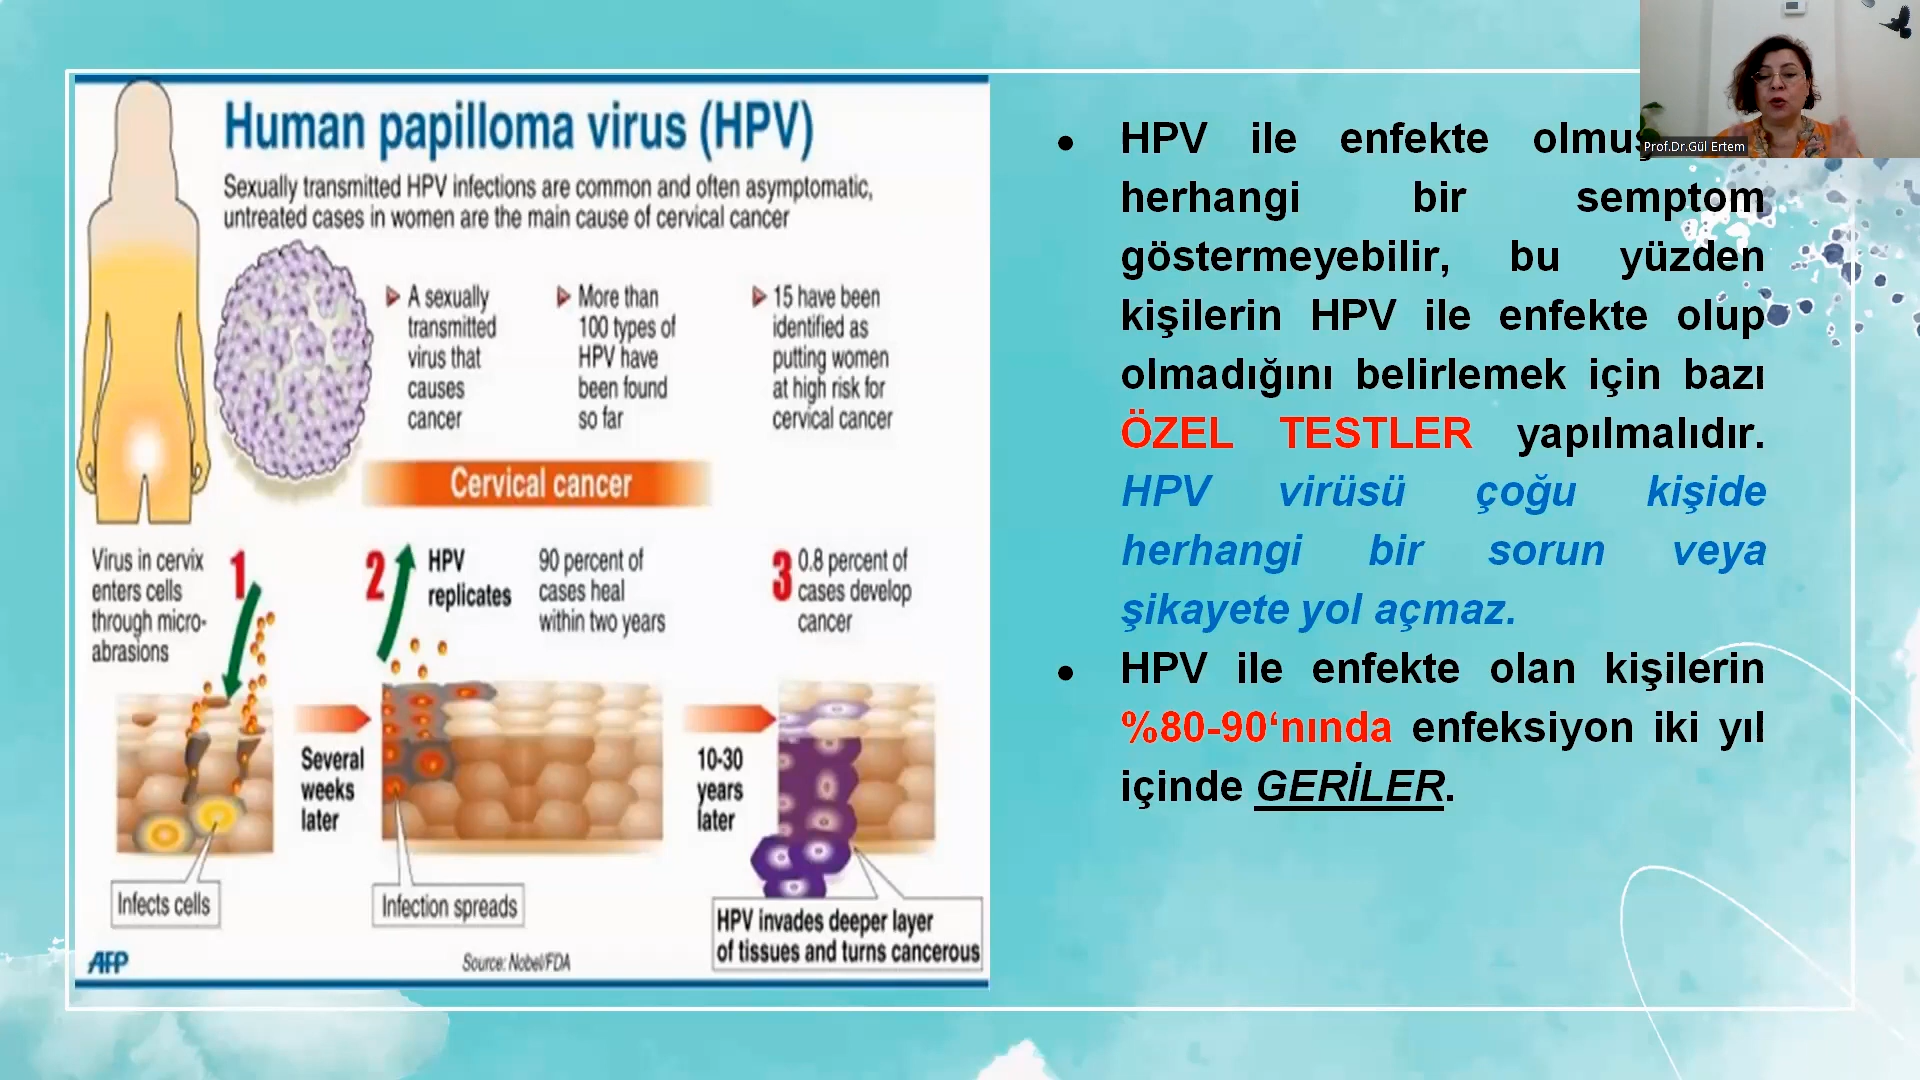 Human papilloma virus (HPV)
Sexually transmitted HPV infections are common and often asymptomatic,
untreated cases in women are the main cause of cervical cancer
A sexually
transmitted
virus that
causes
cancer
More than
100 types of
HPV have
been found
so far
15 have been
identified as
putting women
at high risk for
cervical cancer
Cervical cancer
Virus in cervix
enters cells
through micro-
abrasions
1
2
HPV
replicates
90 percent of
cases heal
within two years
3
0.8 percent of
cases develop
cancer
Several
weeks
later
10-30
years
later
Infects cells
Infection spreads
HPV invades deeper layer
of tissues and turns cancerous
AFP
Source: Nobel/FDA
• HPV ile enfekte
herhangi bir semptom
göstermeyebilir, bu yüzden
kişilerin HPV ile enfekte olup
olmadığını belirlemek için bazı
ÖZEL TESTLER yapılmalıdır.
HPV virüsü çoğu kişide
herhangi bir sorun veya
şikayete yol açmaz.
• HPV ile enfekte olan kişilerin
%80-90‘nında enfeksiyon iki yıl
içinde GERİLER.
Prof.Dr.Gül Ertem